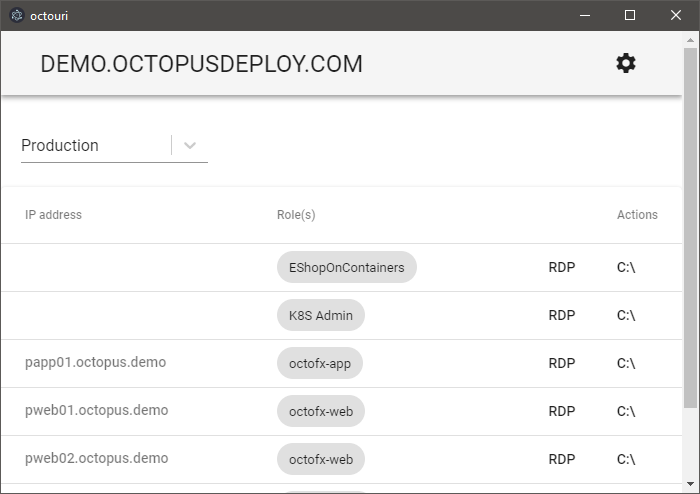 octouri
DEMO.OCTOPUSDEPLOY.COM
Production
IP address Role(s) Actions
EShopOnContainers RDP C:\
K8S Admin RDP C:\
papp01.octopus.demo octofx-app RDP C:\
pweb01.octopus.demo octofx-web RDP C:\
pweb02.octopus.demo octofx-web RDP C:\